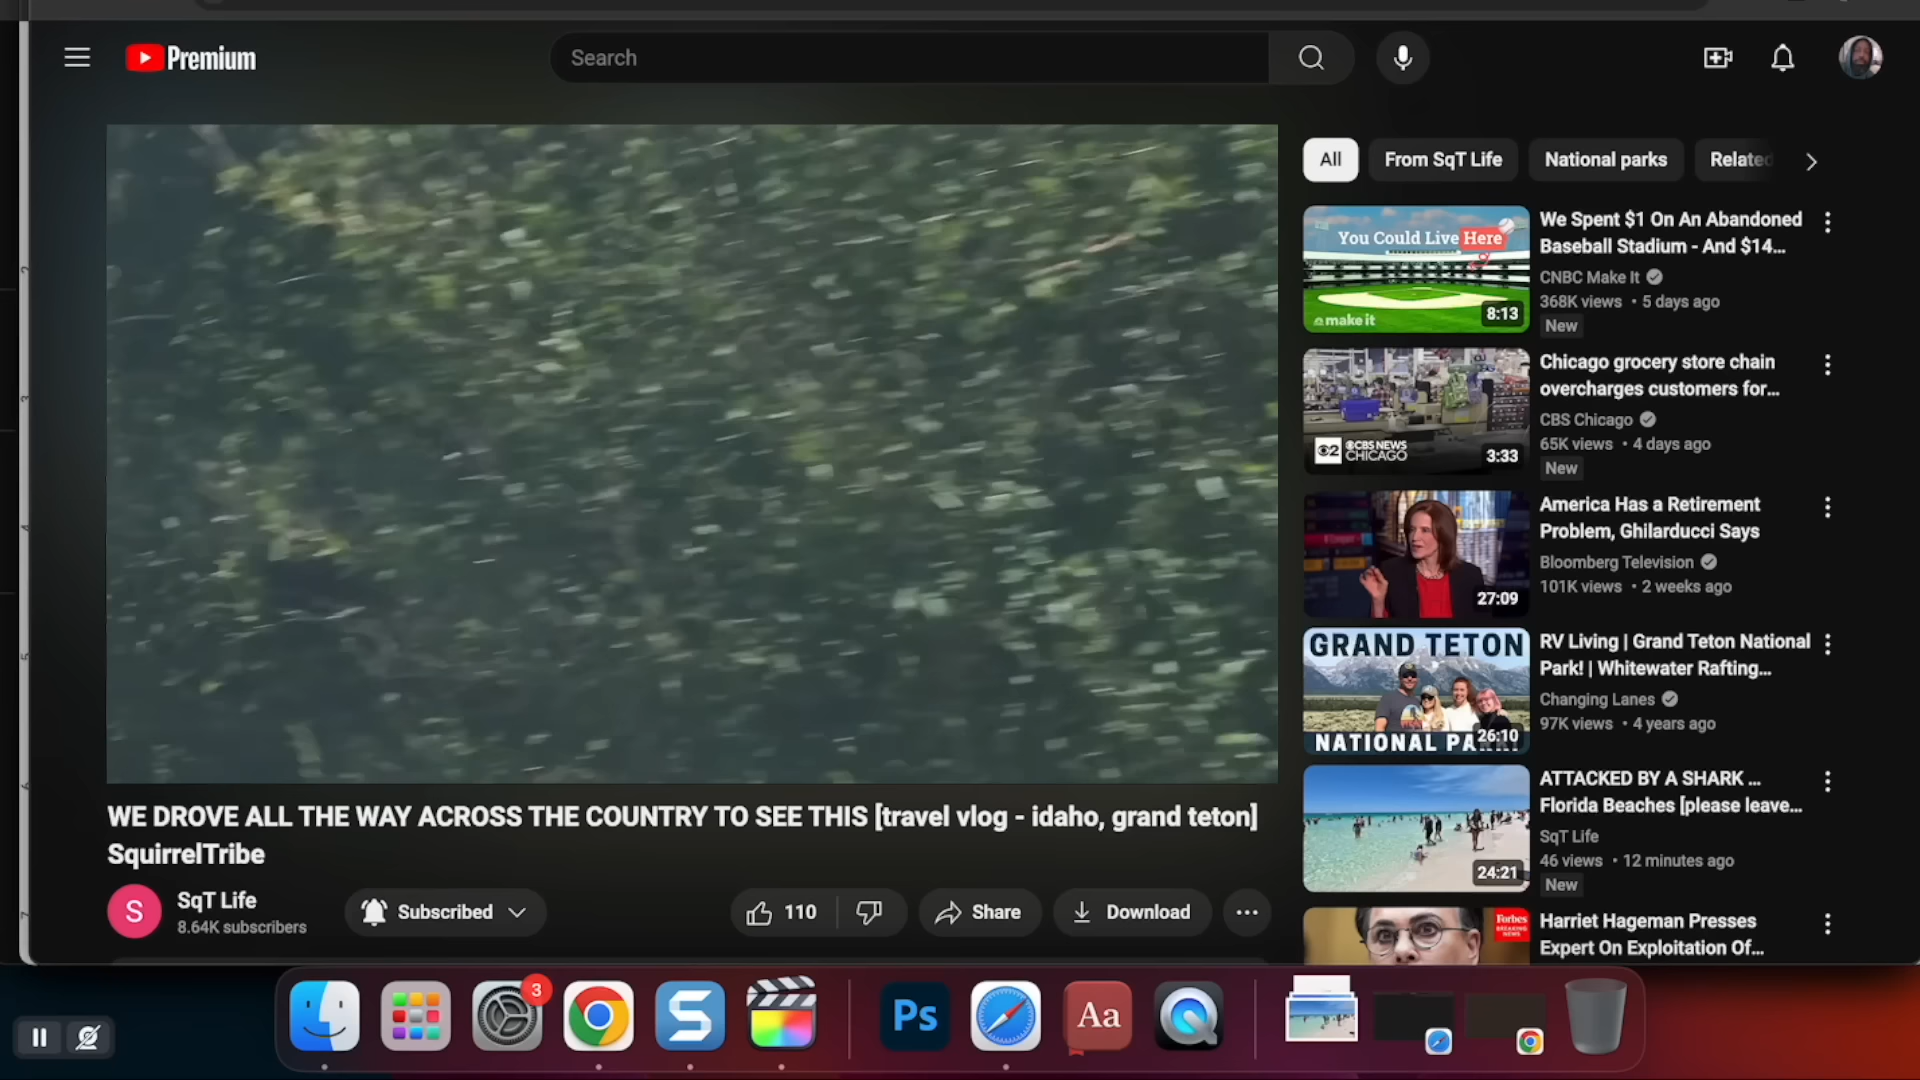 Premium
Search
All
From SqT Life
National parks
Related
You Could Live Here
make it
8:13
We Spent $1 On An Abandoned
Baseball Stadium - And $14...
CNBC Make It
368K views • 5 days ago
New
CBS NEWS
CHICAGO
3:33
Chicago grocery store chain
overcharges customers for...
CBS Chicago
65K views • 4 days ago
New
27:09
America Has a Retirement
Problem, Ghilarducci Says
Bloomberg Television
101K views • 2 weeks ago
GRAND TETON
NATIONAL PARK
26:10
RV Living | Grand Teton National
Park! | Whitewater Rafting...
Changing Lanes
97K views • 4 years ago
24:21
ATTACKED BY A SHARK ...
Florida Beaches [please leave...
SqT Life
46 views • 12 minutes ago
New
Forbes
BREAKING
NEWS
Harriet Hageman Presses
Expert On Exploitation Of...
WE DROVE ALL THE WAY ACROSS THE COUNTRY TO SEE THIS [travel vlog - idaho, grand teton]
SquirrelTribe
S
SqT Life
8.64K subscribers
Subscribed
110
Share
Download
3
S
Ps
Aa